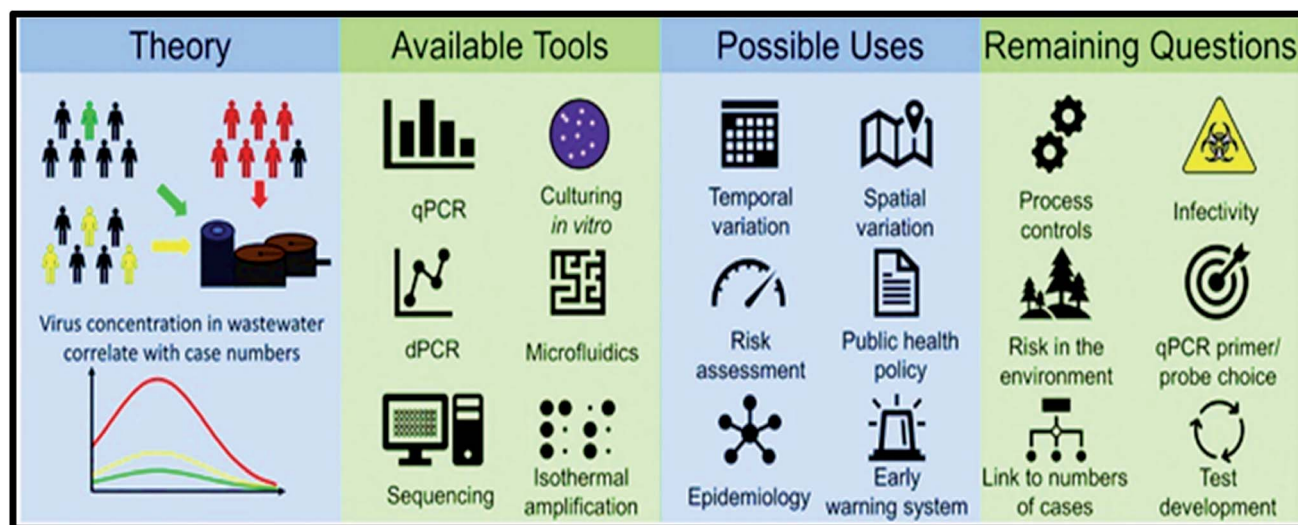 Theory
Virus concentration in wastewater
correlate with case numbers
Available Tools
qPCR
Culturing
in vitro
dPCR
Microfluidics
Sequencing
Isothermal
amplification
Possible Uses
Temporal
variation
Spatial
variation
Risk
assessment
Public health
policy
Epidemiology
Early
warning system
Remaining Questions
Process
controls
Infectivity
Risk in the
environment
qPCR primer/
probe choice
Link to numbers
of cases
Test
development